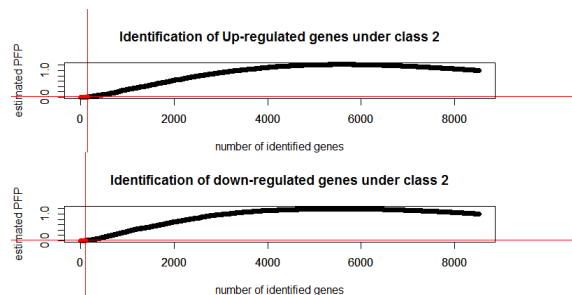 Identification of Up-regulated genes under class 2
estimated PFP
1.0
0.0
0 2000 4000 6000 8000
number of identified genes
Identification of down-regulated genes under class 2
estimated PFP
1.0
0.0
0 2000 4000 6000 8000
number of identified genes